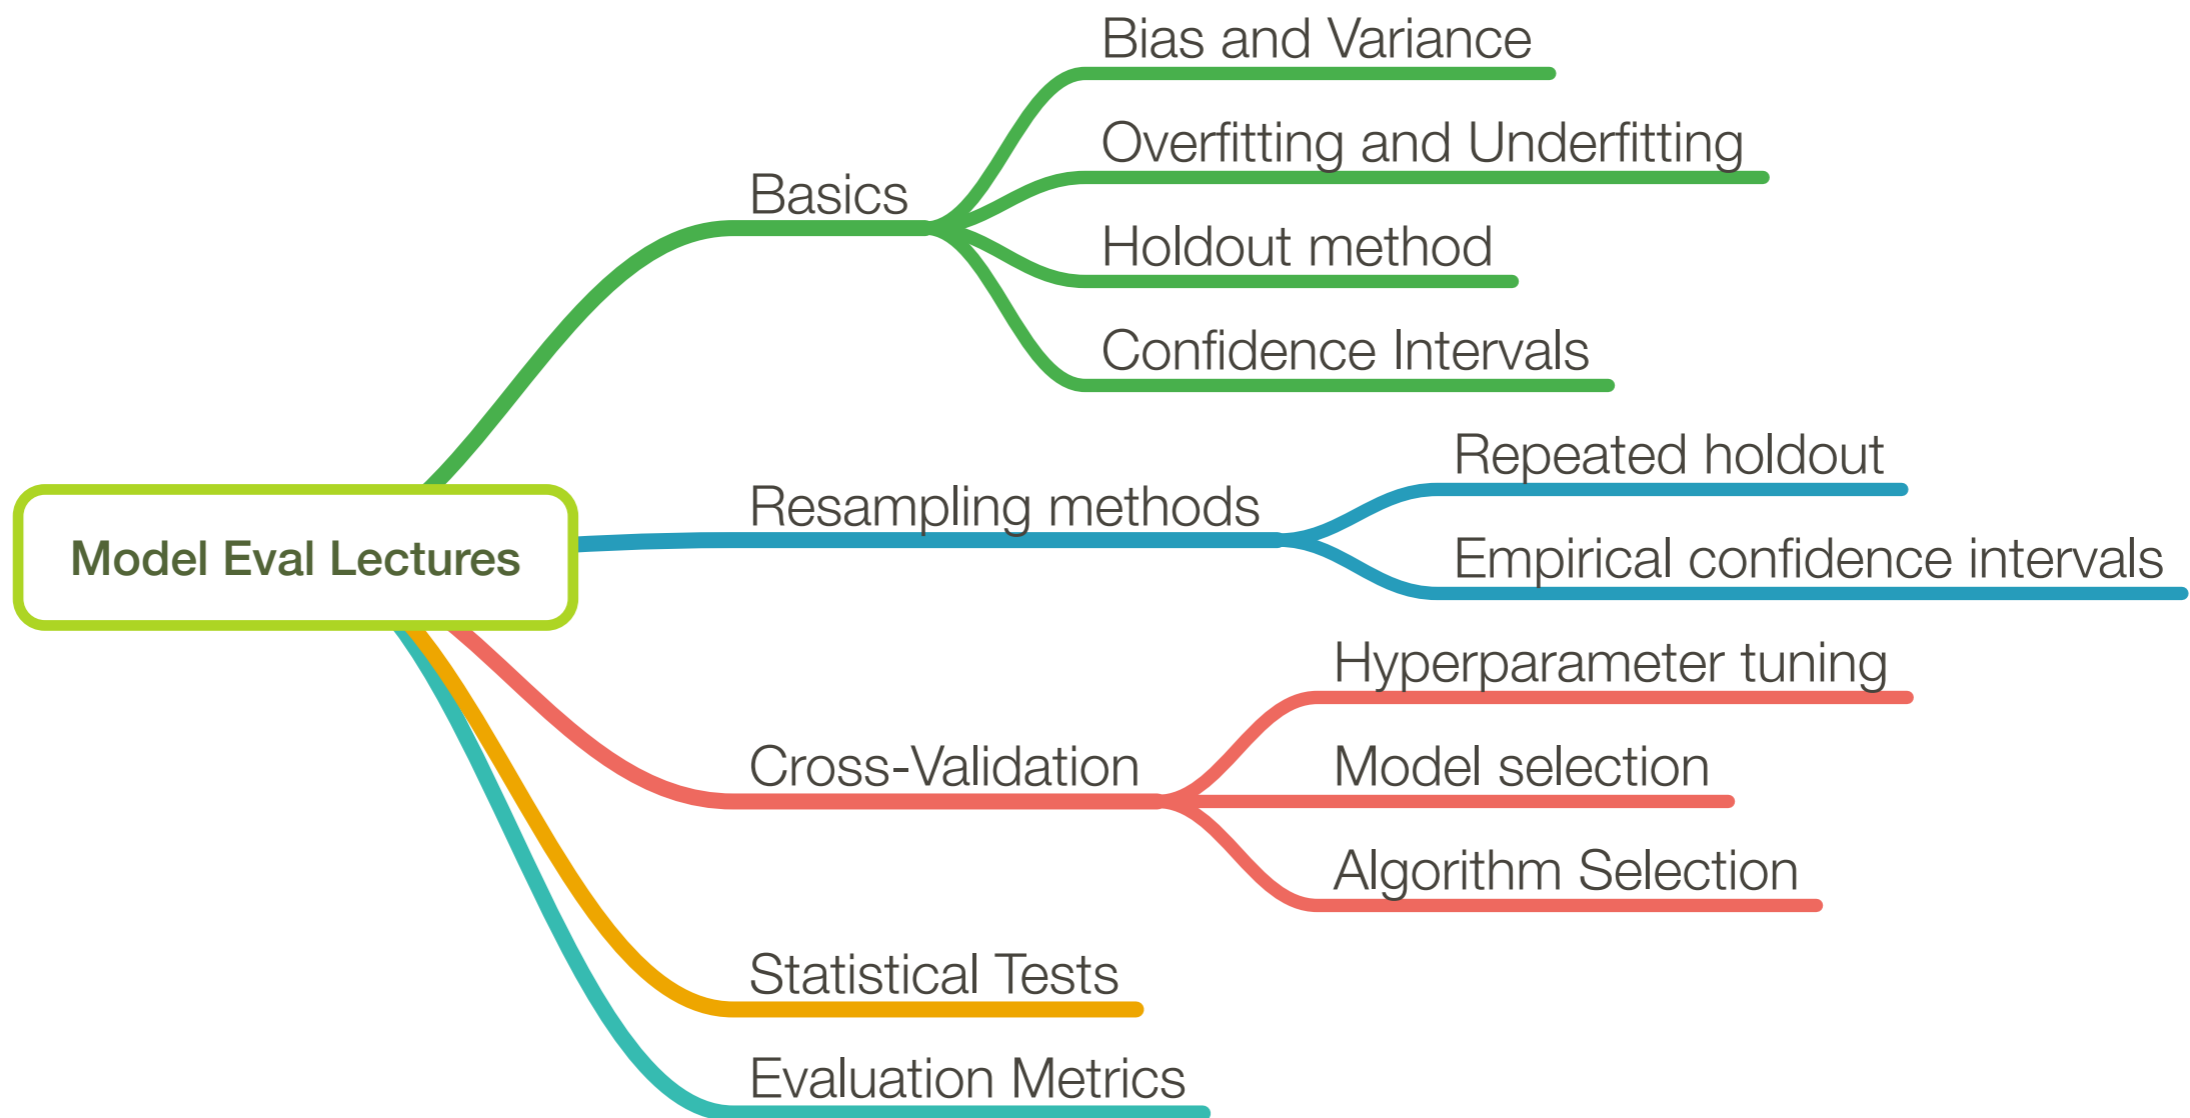 Model Eval Lectures
Basics
Bias and Variance
Overfitting and Underfitting
Holdout method
Confidence Intervals
Resampling methods
Repeated holdout
Empirical confidence intervals
Cross-Validation
Hyperparameter tuning
Model selection
Algorithm Selection
Statistical Tests
Evaluation Metrics